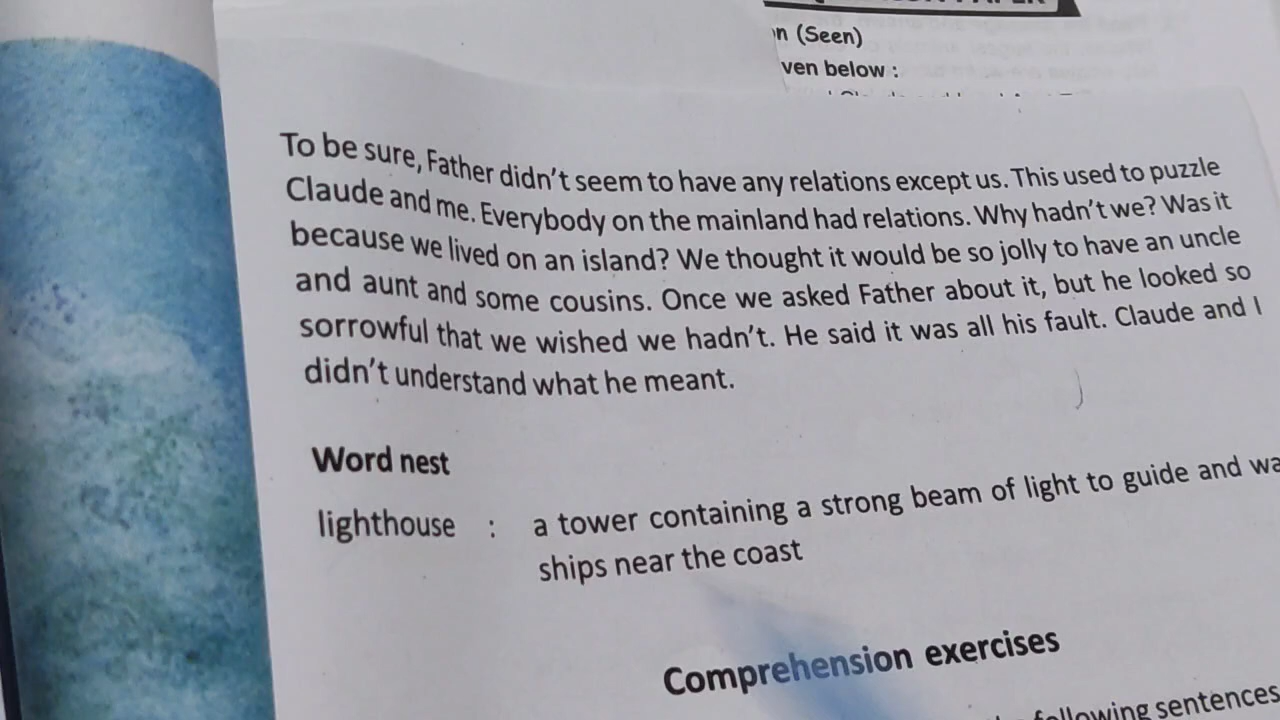 (Seen)
ven below :
To be sure, Father didn't seem to have any relations except us. This used to puzzle
Claude and me. Everybody on the mainland had relations. Why hadn't we? Was it
because we lived on an island? We thought it would be so jolly to have an uncle
and aunt and some cousins. Once we asked Father about it, but he looked so
sorrowful that we wished we hadn't. He said it was all his fault. Claude and I
didn't understand what he meant.
Word nest
lighthouse : a tower containing a strong beam of light to guide and wa
ships near the coast
Comprehension exercises
following sentences